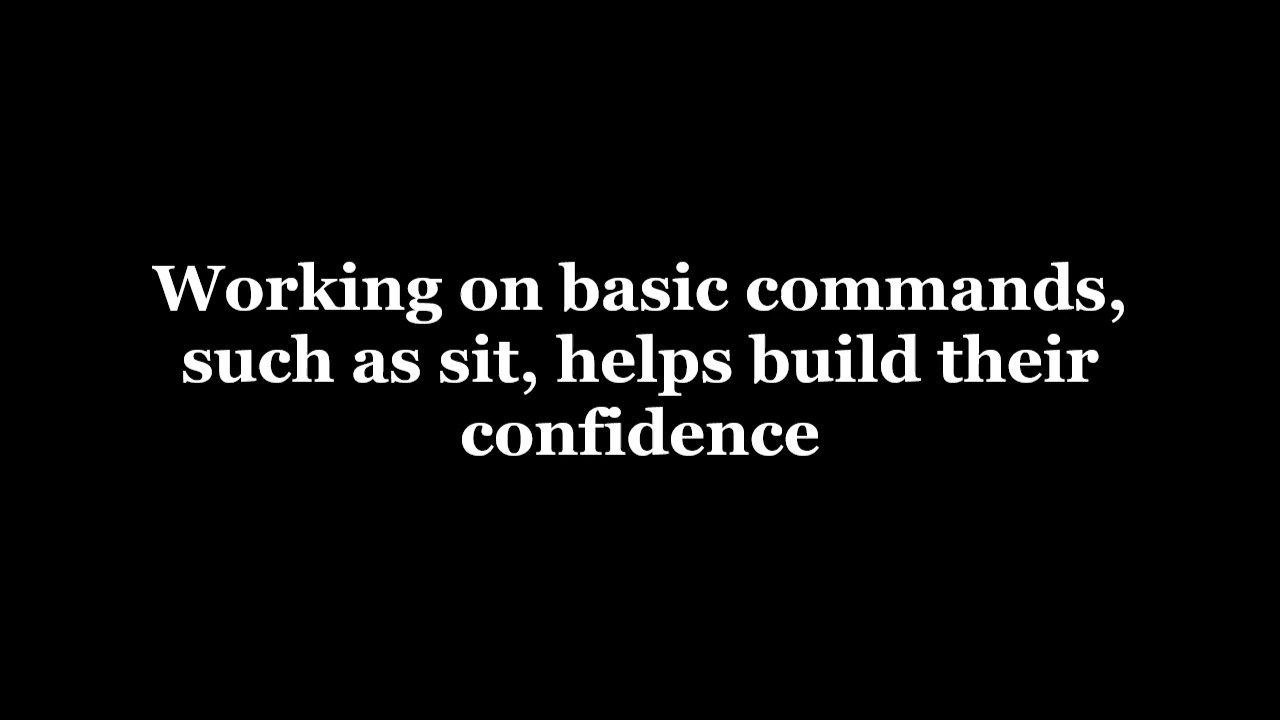 Working on basic commands,
such as sit, helps build their
confidence